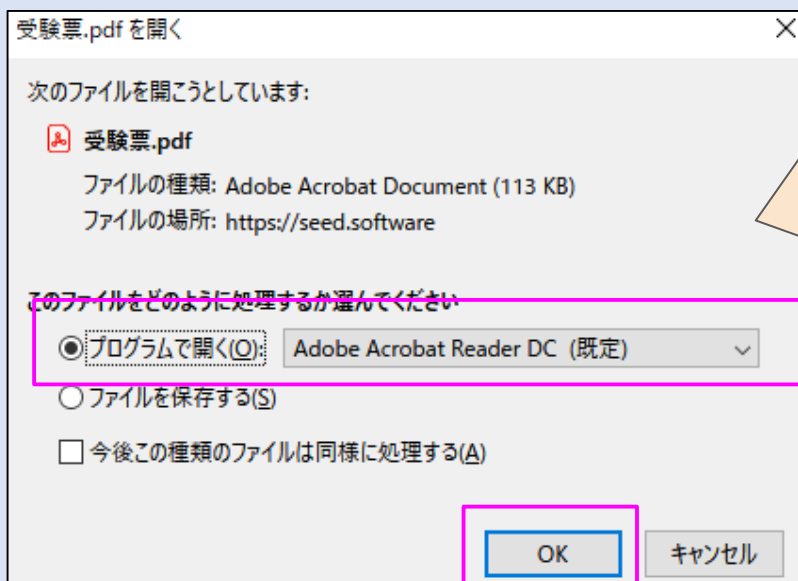 受験票.pdf を開く
次のファイルを開こうとしています:
受験票.pdf
ファイルの種類: Adobe Acrobat Document (113 KB)
ファイルの場所: https://seed.software
このファイルをどのように処理するか選んでください
プログラムで開く(O): Adobe Acrobat Reader DC (既定)
ファイルを保存する(S)
今後この種類のファイルは同様に処理する(A)
OK キャンセル